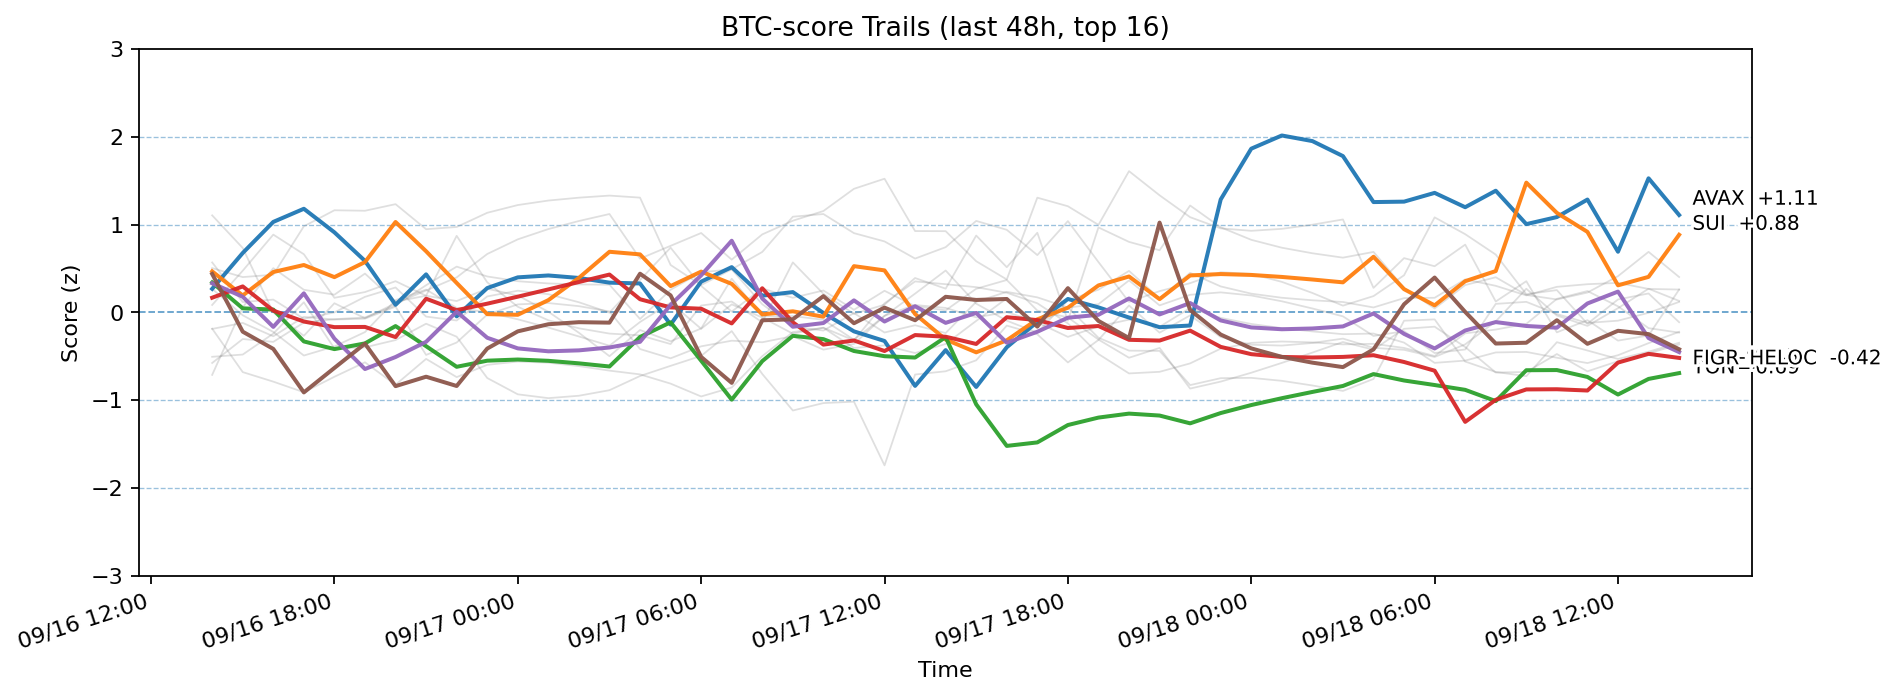 BTC-score Trails (last 48h, top 16)
Score (z)
3
2
1
0
−1
−2
−3
AVAX +1.11
SUI +0.88
FIGR-HELOC -0.42
TON -0.69
09/16 12:00
09/16 18:00
09/17 00:00
09/17 06:00
09/17 12:00
09/17 18:00
09/18 00:00
09/18 06:00
09/18 12:00
Time